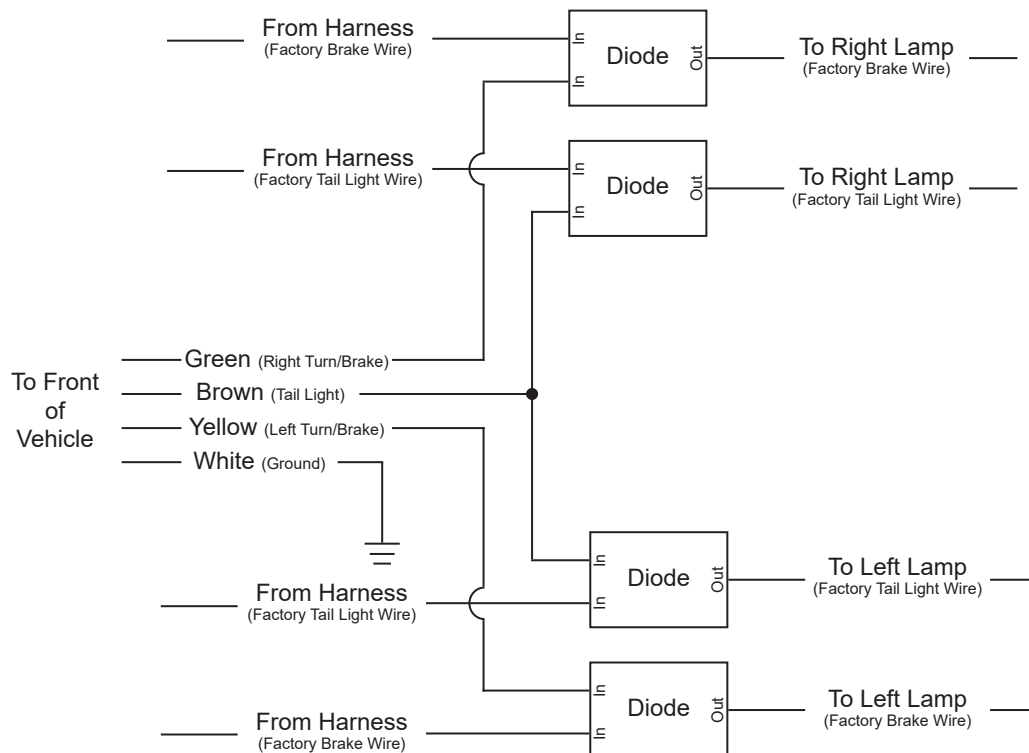 From Harness
(Factory Brake Wire)
In
In
Diode
Out
To Right Lamp
(Factory Brake Wire)
From Harness
(Factory Tail Light Wire)
In
In
Diode
Out
To Right Lamp
(Factory Tail Light Wire)
To Front
of
Vehicle
Green (Right Turn/Brake)
Brown (Tail Light)
Yellow (Left Turn/Brake)
White (Ground)
From Harness
(Factory Tail Light Wire)
In
In
Diode
Out
To Left Lamp
(Factory Tail Light Wire)
From Harness
(Factory Brake Wire)
In
In
Diode
Out
To Left Lamp
(Factory Brake Wire)